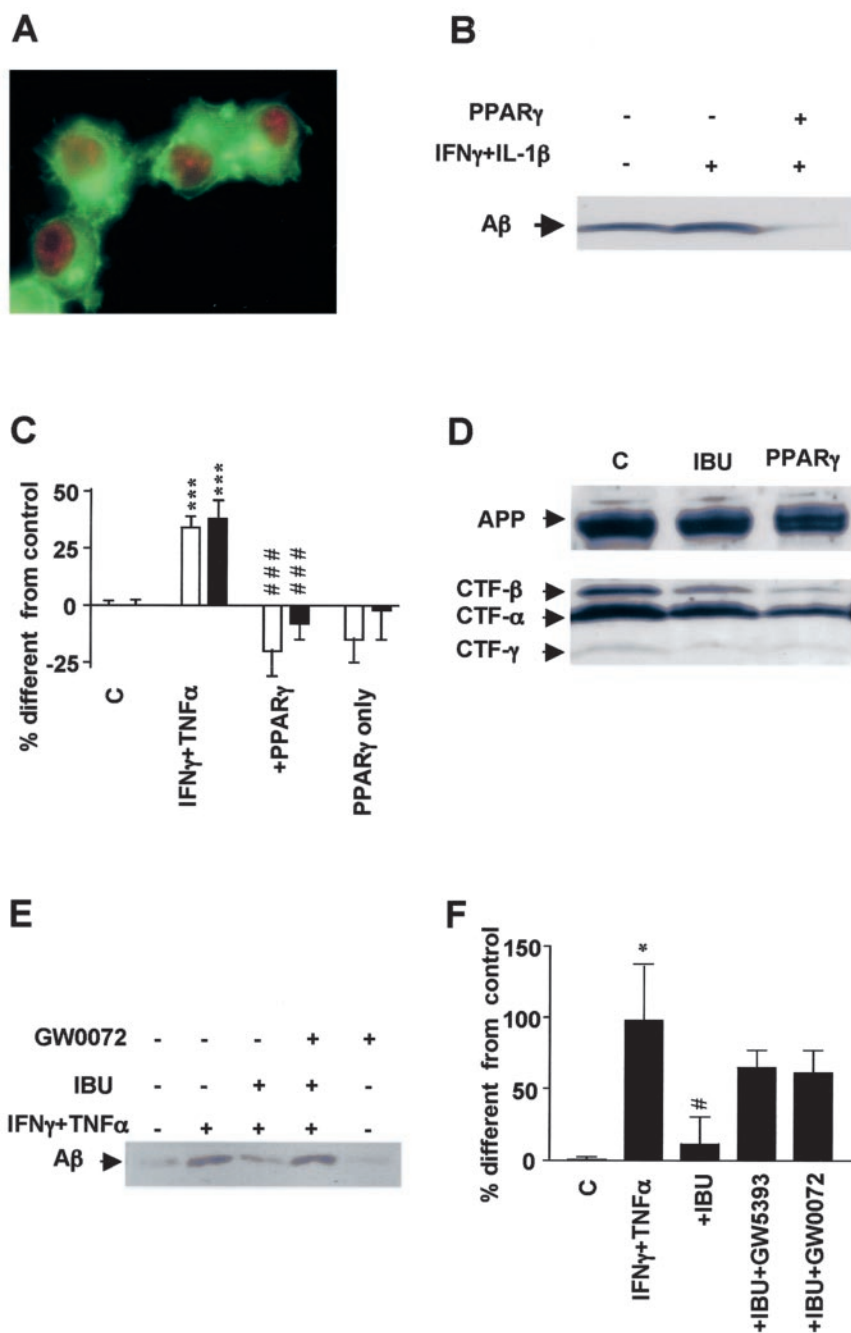 A
B
PPARγ - - +
IFNγ+IL-1β - + +
Aβ
C
% different from control
50
25
0
-25
*** ***
### ###
C
IFNγ+TNFα
+PPARγ
PPARγ only
D
C IBU PPARγ
APP
CTF-β
CTF-α
CTF-γ
E
GW0072 - - - + +
IBU - - + + -
IFNγ+TNFα - + + + -
Aβ
F
% different from control
150
100
50
0
*
#
C
IFNγ+TNFα
+IBU
+IBU+GW5393
+IBU+GW0072